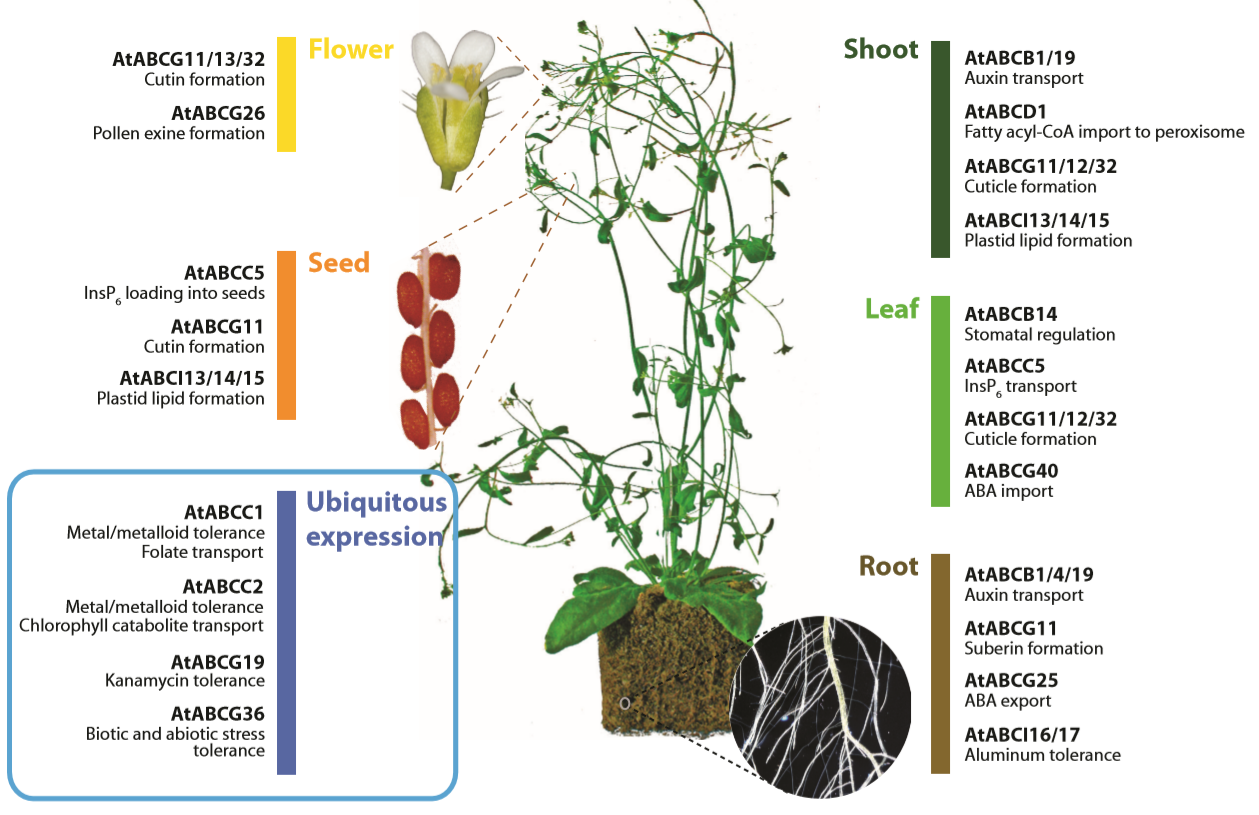 Flower
AtABCG11/13/32
Cutin formation
AtABCG26
Pollen exine formation
Seed
AtABCC5
InsP6 loading into seeds
AtABCG11
Cutin formation
AtABCI13/14/15
Plastid lipid formation
Ubiquitous
expression
AtABCC1
Metal/metalloid tolerance
Folate transport
AtABCC2
Metal/metalloid tolerance
Chlorophyll catabolite transport
AtABCG19
Kanamycin tolerance
AtABCG36
Biotic and abiotic stress
tolerance
Shoot
AtABCB1/19
Auxin transport
AtABCD1
Fatty acyl-CoA import to peroxisome
AtABCG11/12/32
Cuticle formation
AtABCI13/14/15
Plastid lipid formation
Leaf
AtABCB14
Stomatal regulation
AtABCC5
InsP6 transport
AtABCG11/12/32
Cuticle formation
AtABCG40
ABA import
Root
AtABCB1/4/19
Auxin transport
AtABCG11
Suberin formation
AtABCG25
ABA export
AtABCI16/17
Aluminum tolerance